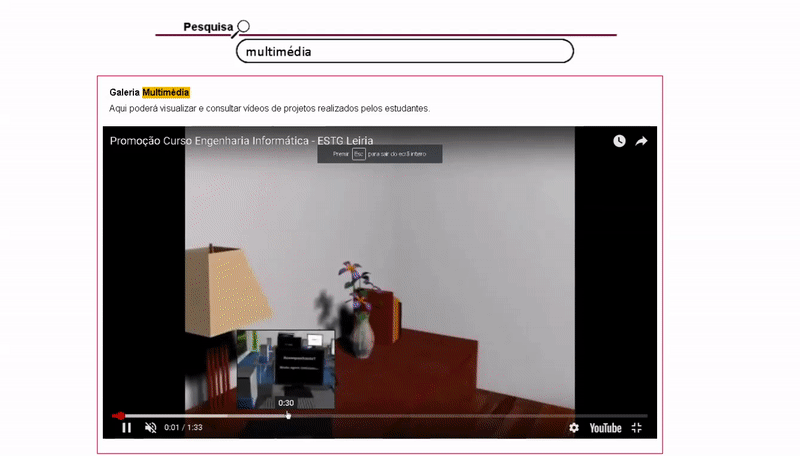 Pesquisa
multimédia
Galeria Multimédia
Aqui poderá visualizar e consultar vídeos de projetos realizados pelos estudantes.
Promoção Curso Engenharia Informática - ESTG Leiria
Premir Esc para sair do ecrã inteiro
0:30
0:01 / 1:33
YouTube